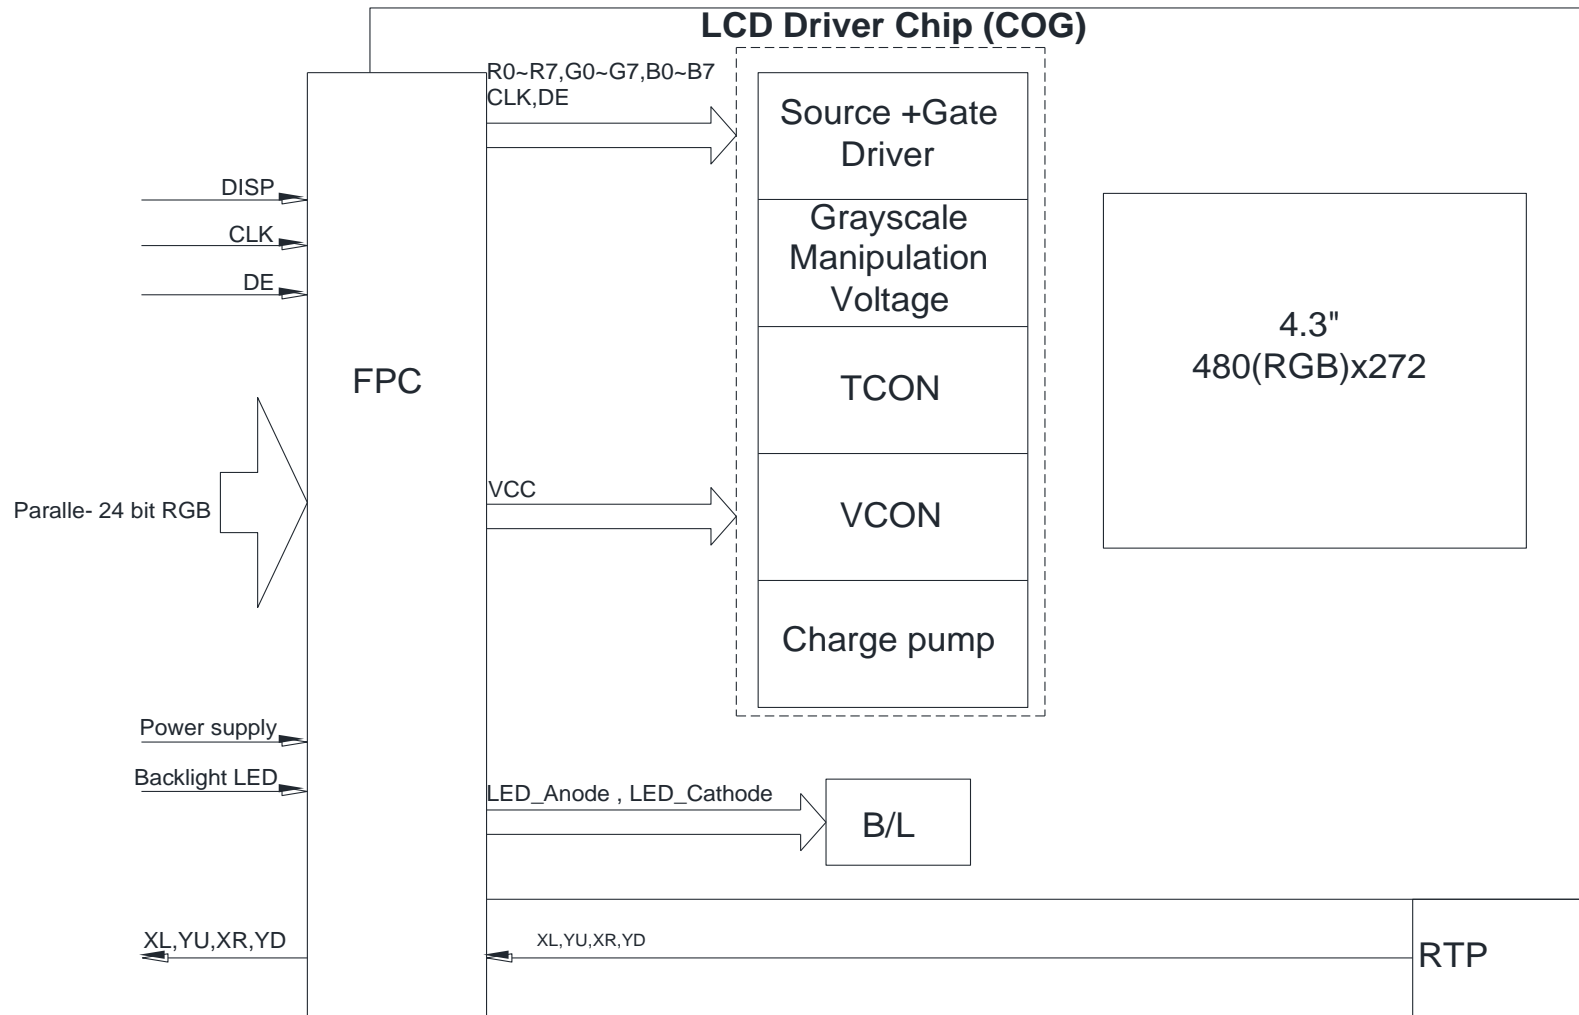 LCD Driver Chip (COG)
R0~R7,G0~G7,B0~B7
CLK,DE
Source +Gate
Driver
DISP
Grayscale
Manipulation
Voltage
CLK
DE
4.3"
480(RGB)x272
FPC
TCON
VCC
Paralle- 24 bit RGB
VCON
Charge pump
Power supply
Backlight LED
LED_Anode , LED_Cathode
B/L
XL,YU,XR,YD
XL,YU,XR,YD
RTP